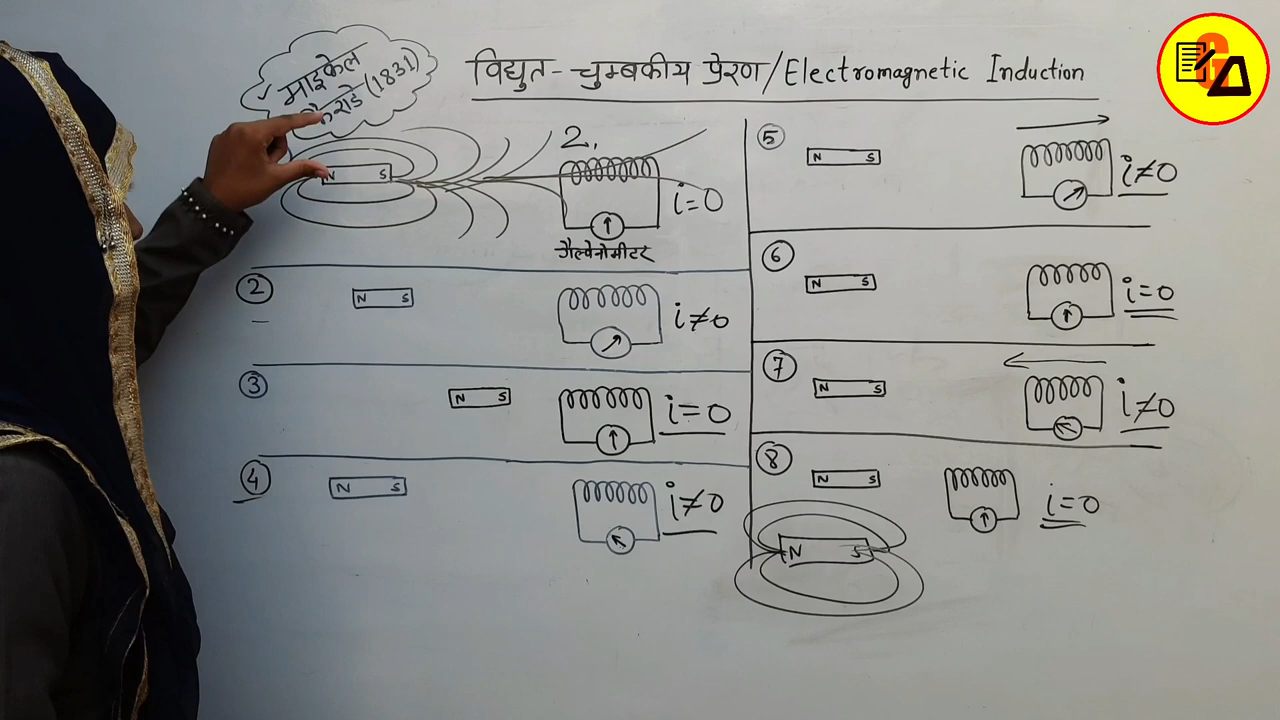 विद्युत - चुम्बकीय प्रेरण/Electromagnetic Induction
माइकेल
(1831)
2.
N S
i=0
गैल्वेनोमीटर
② N S i≠0
③ N S i=0
④ N S i≠0
⑤ N S i≠0
⑥ N S i=0
⑦ N S i≠0
⑧ N S i=0
N S